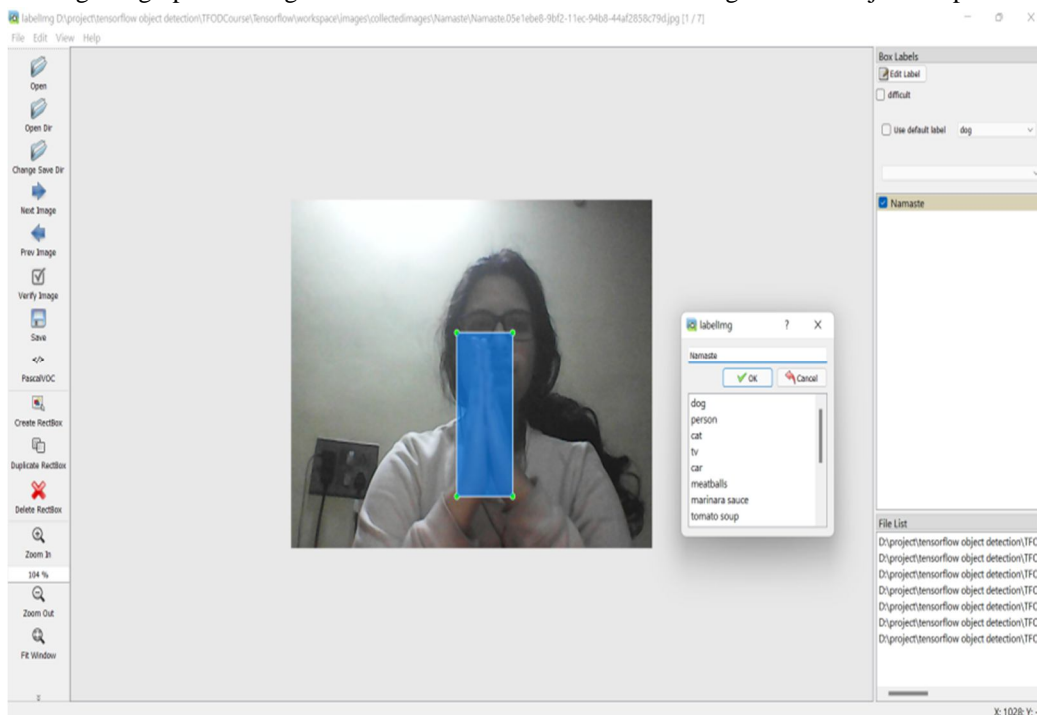 labelImg D:\project\tensorflow object detection\TFODCourse\Tensorflow\workspace\images\collectedimages\Namaste\Namaste.05e1ebe8-9bf2-11ec-94b8-44af2858c79d.jpg [1 / 7]
File Edit View Help
Open
Open Dir
Change Save Dir
Next Image
Prev Image
Verify Image
Save
</>
PascalVOC
Create RectBox
Duplicate RectBox
Delete RectBox
Zoom In
104 %
Zoom Out
Fit Window
Box Labels
Edit Label
difficult
Use default label dog
Namaste
labelImg ? X
Namaste
OK Cancel
dog
person
cat
tv
car
meatballs
marinara sauce
tomato soup
File List
D:\project\tensorflow object detection\TFO
D:\project\tensorflow object detection\TFO
D:\project\tensorflow object detection\TFO
D:\project\tensorflow object detection\TFO
D:\project\tensorflow object detection\TFO
D:\project\tensorflow object detection\TFO
D:\project\tensorflow object detection\TFO
X: 1028; Y: -